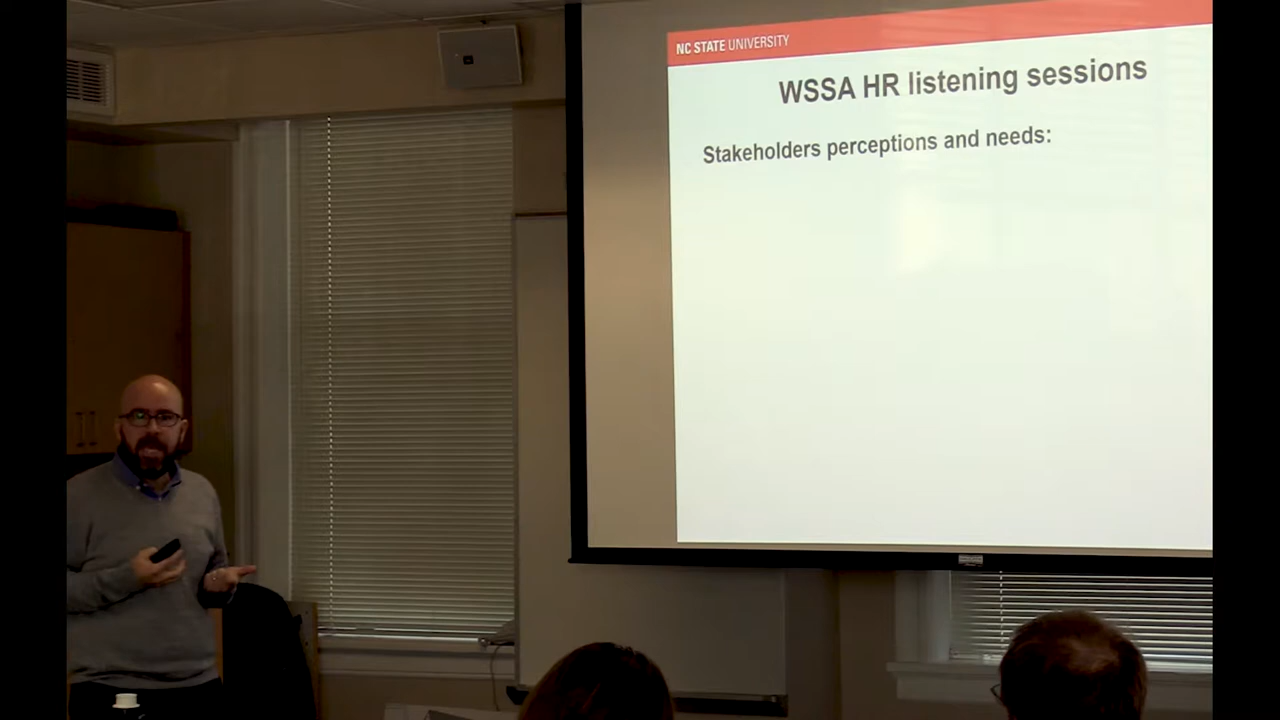 NC STATE UNIVERSITY
WSSA HR listening sessions
Stakeholders perceptions and needs: